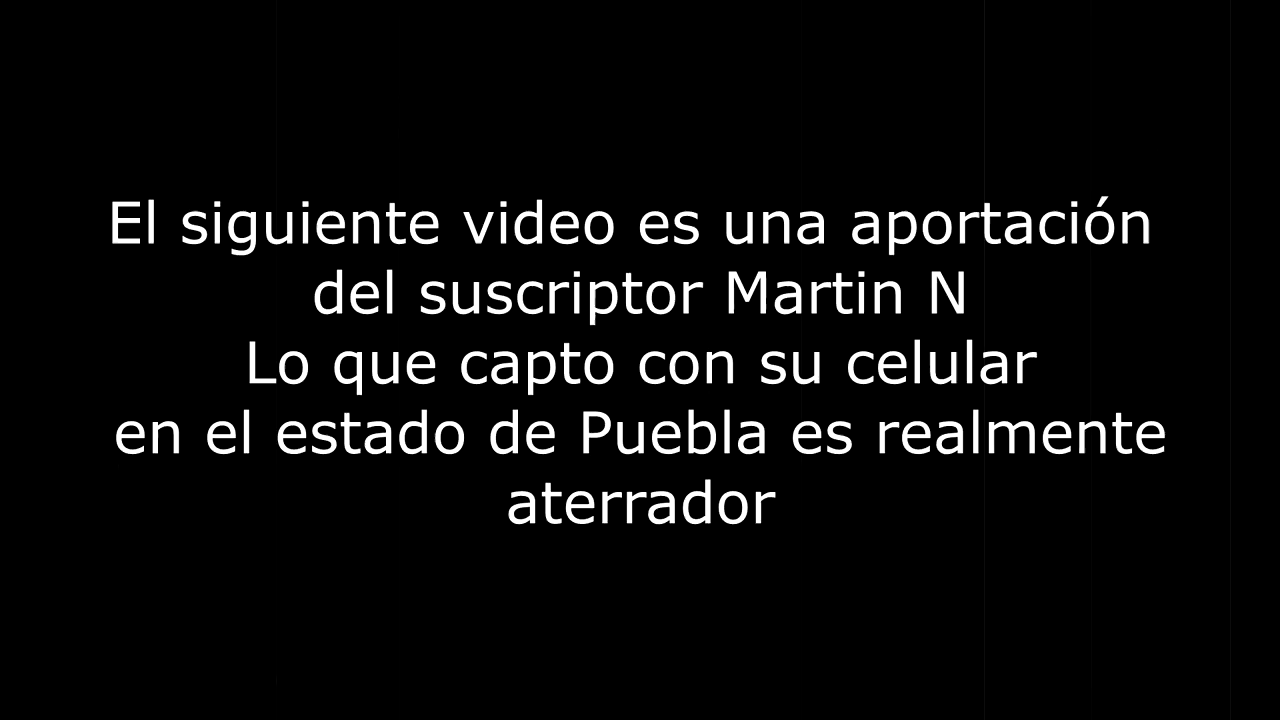 El siguiente video es una aportación
del suscriptor Martin N
Lo que capto con su celular
en el estado de Puebla es realmente
aterrador